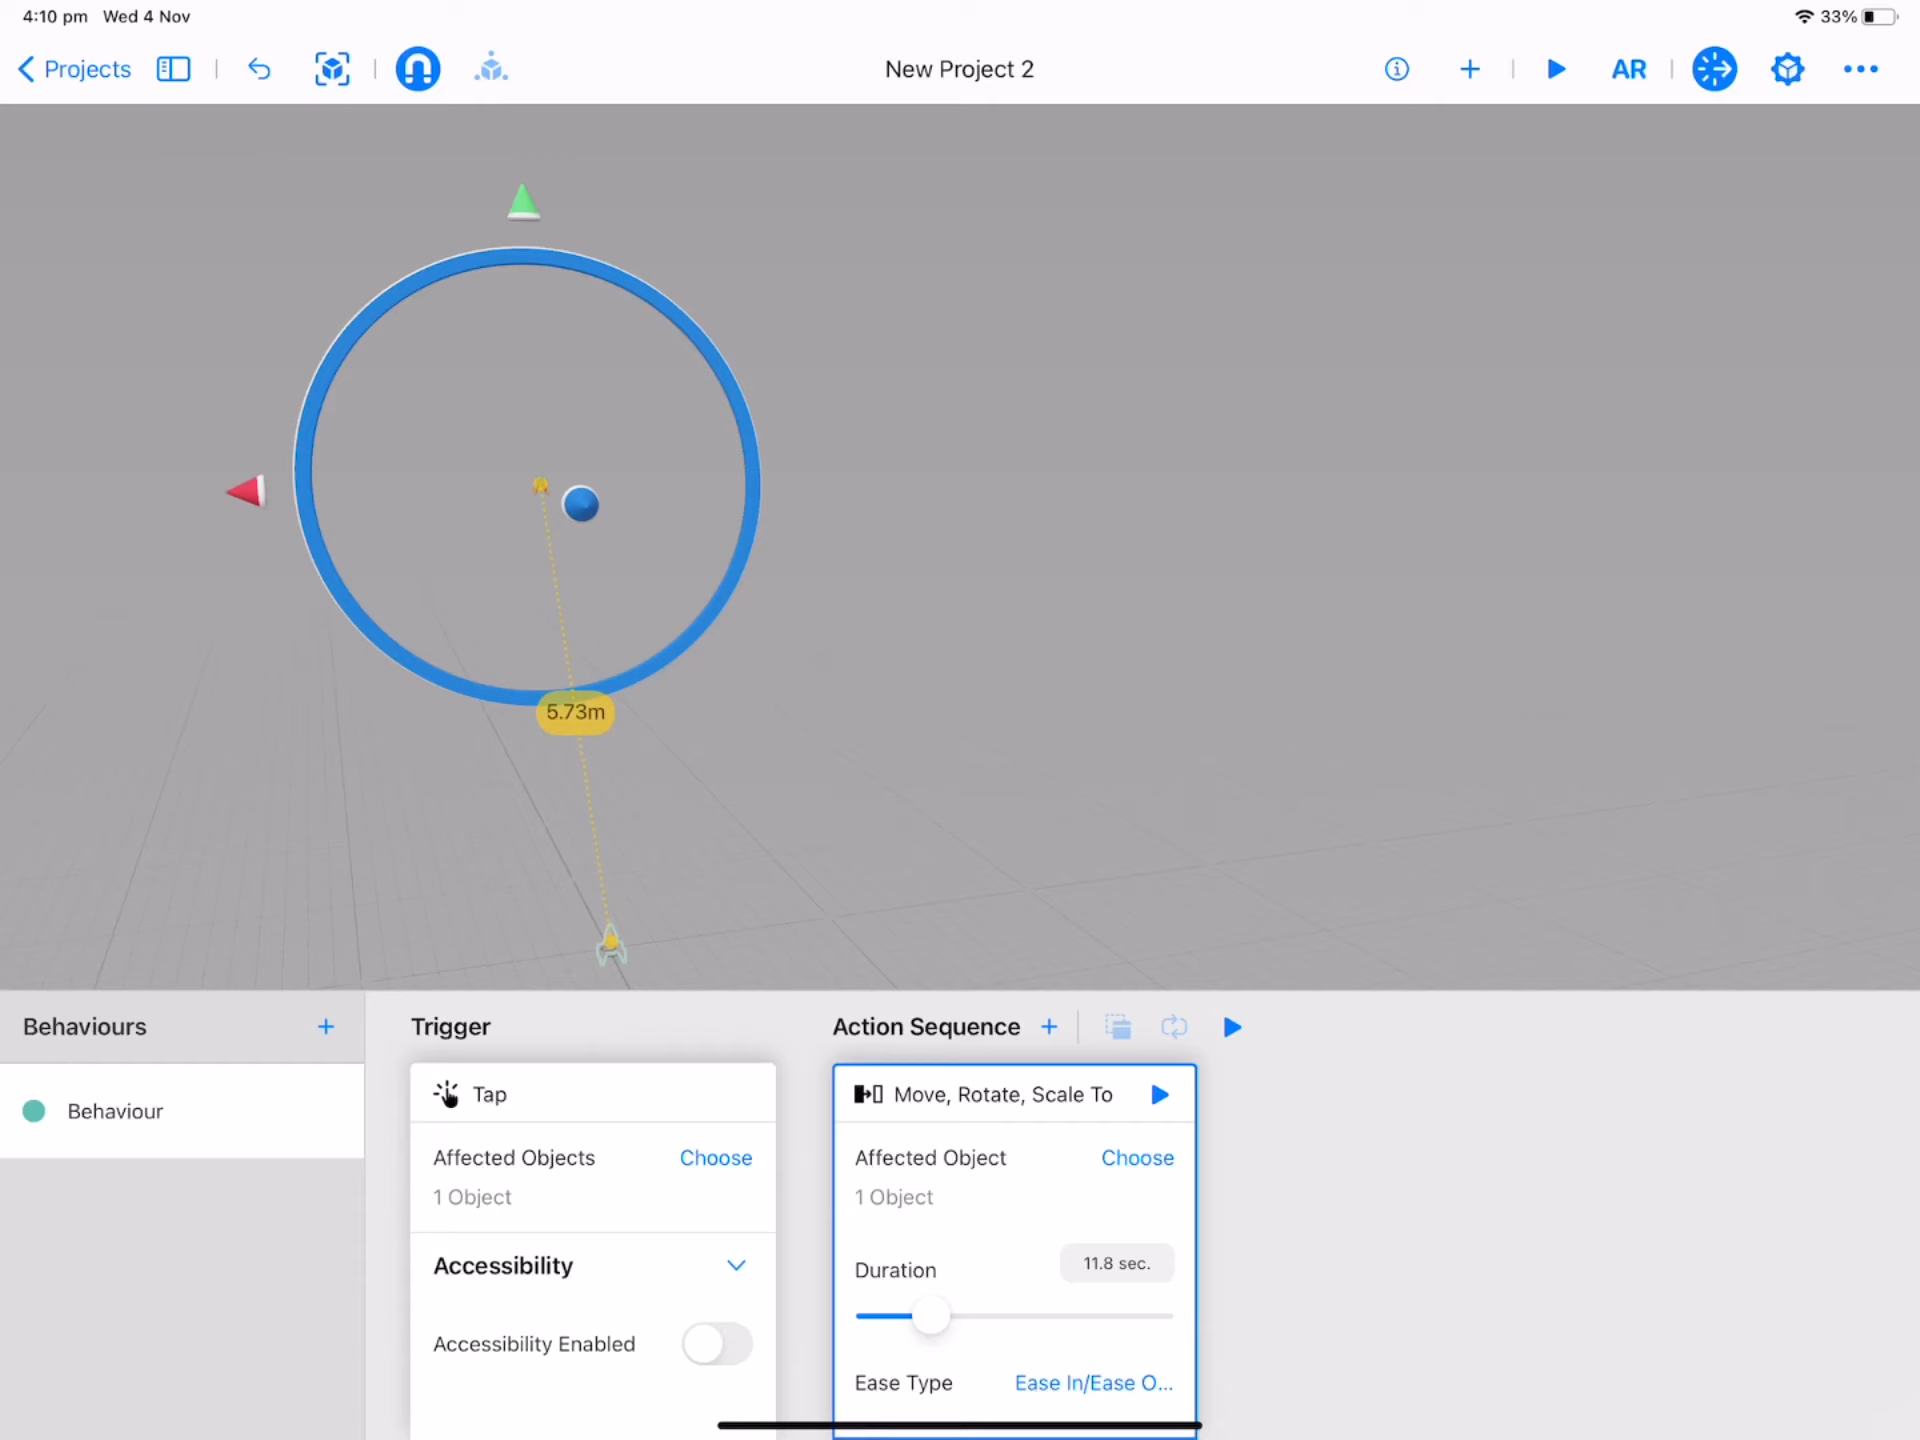 4:10 pm Wed 4 Nov
33%
Projects
New Project 2
AR
5.73m
Behaviours
Behaviour
Trigger
Tap
Affected Objects Choose
1 Object
Accessibility
Accessibility Enabled
Action Sequence
Move, Rotate, Scale To
Affected Object Choose
1 Object
Duration 11.8 sec.
Ease Type Ease In/Ease O...